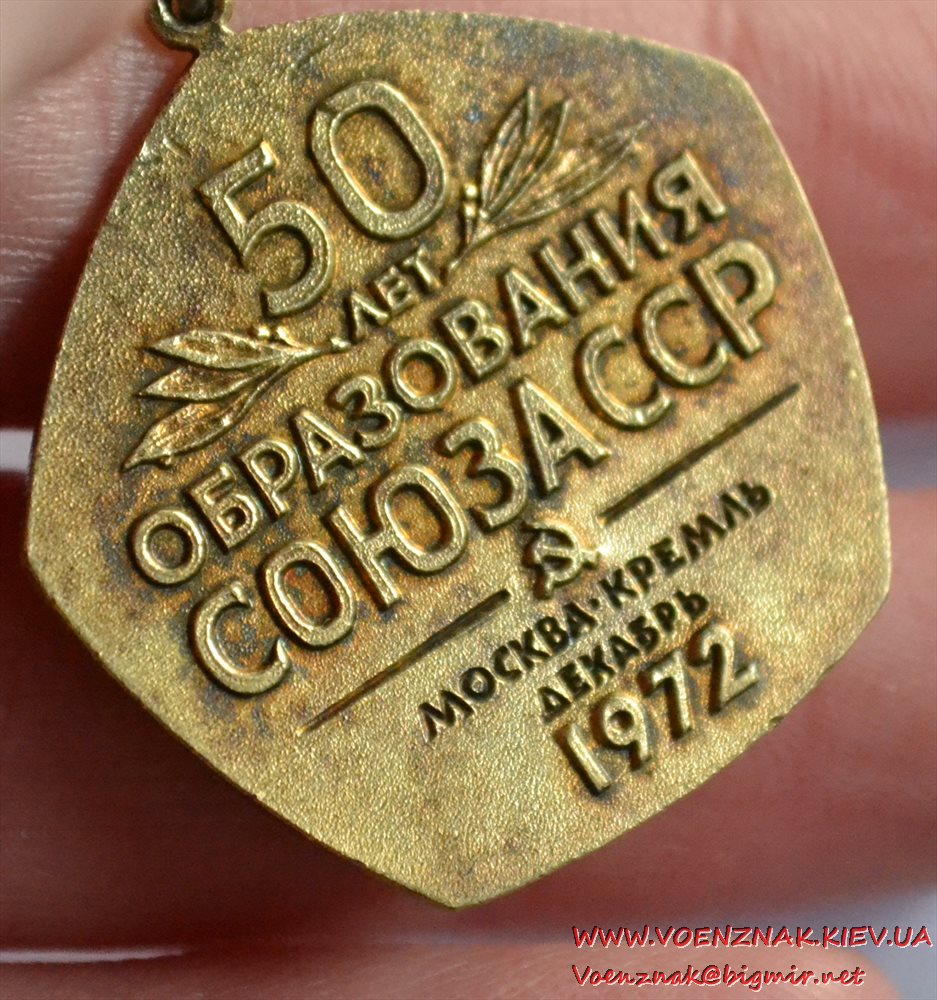 50
ЛЕТ
ОБРАЗОВАНИЯ
СОЮЗА ССР
МОСКВА·КРЕМЛЬ
ДЕКАБРЬ
1972
WWW.VOENZNAK.KIEV.UA
Voenznak@bigmir.net